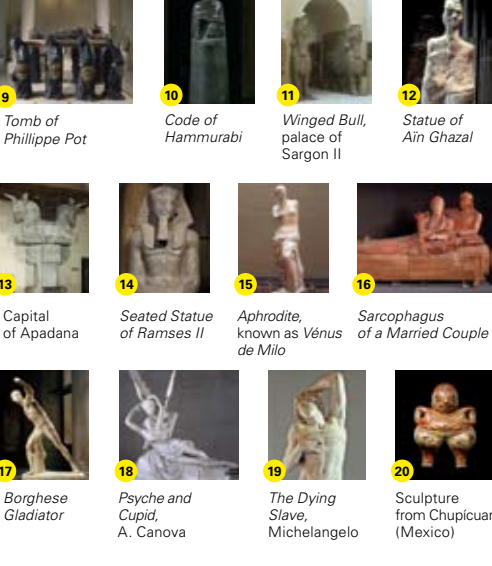 9
Tomb of
Phillippe Pot
10
Code of
Hammurabi
11
Winged Bull,
palace of
Sargon II
12
Statue of
Aïn Ghazal
13
Capital
of Apadana
14
Seated Statue
of Ramses II
15
Aphrodite,
known as Vénus
de Milo
16
Sarcophagus
of a Married Couple
17
Borghese
Gladiator
18
Psyche and
Cupid,
A. Canova
19
The Dying
Slave,
Michelangelo
20
Sculpture
from Chupícuar
(Mexico)